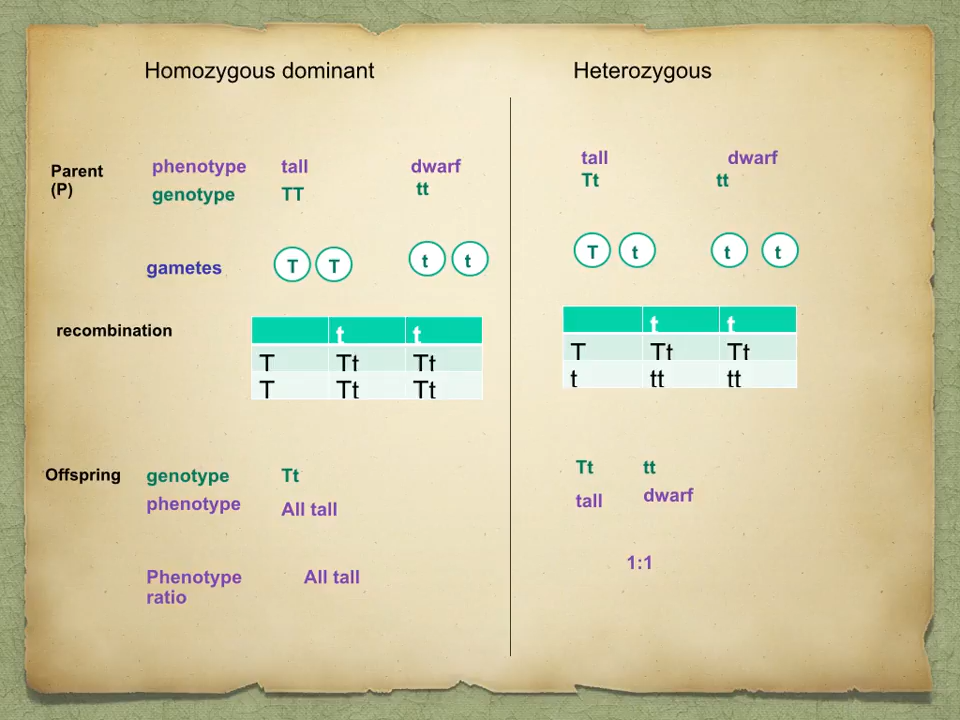 Homozygous dominant
Heterozygous
Parent
(P)
phenotype tall dwarf
genotype TT tt
tall dwarf
Tt tt
gametes T T t t
T t t t
recombination
t t
T Tt Tt
T Tt Tt
t t
T Tt Tt
t tt tt
Offspring
genotype Tt
phenotype All tall
Tt tt
tall dwarf
Phenotype
ratio
All tall
1:1